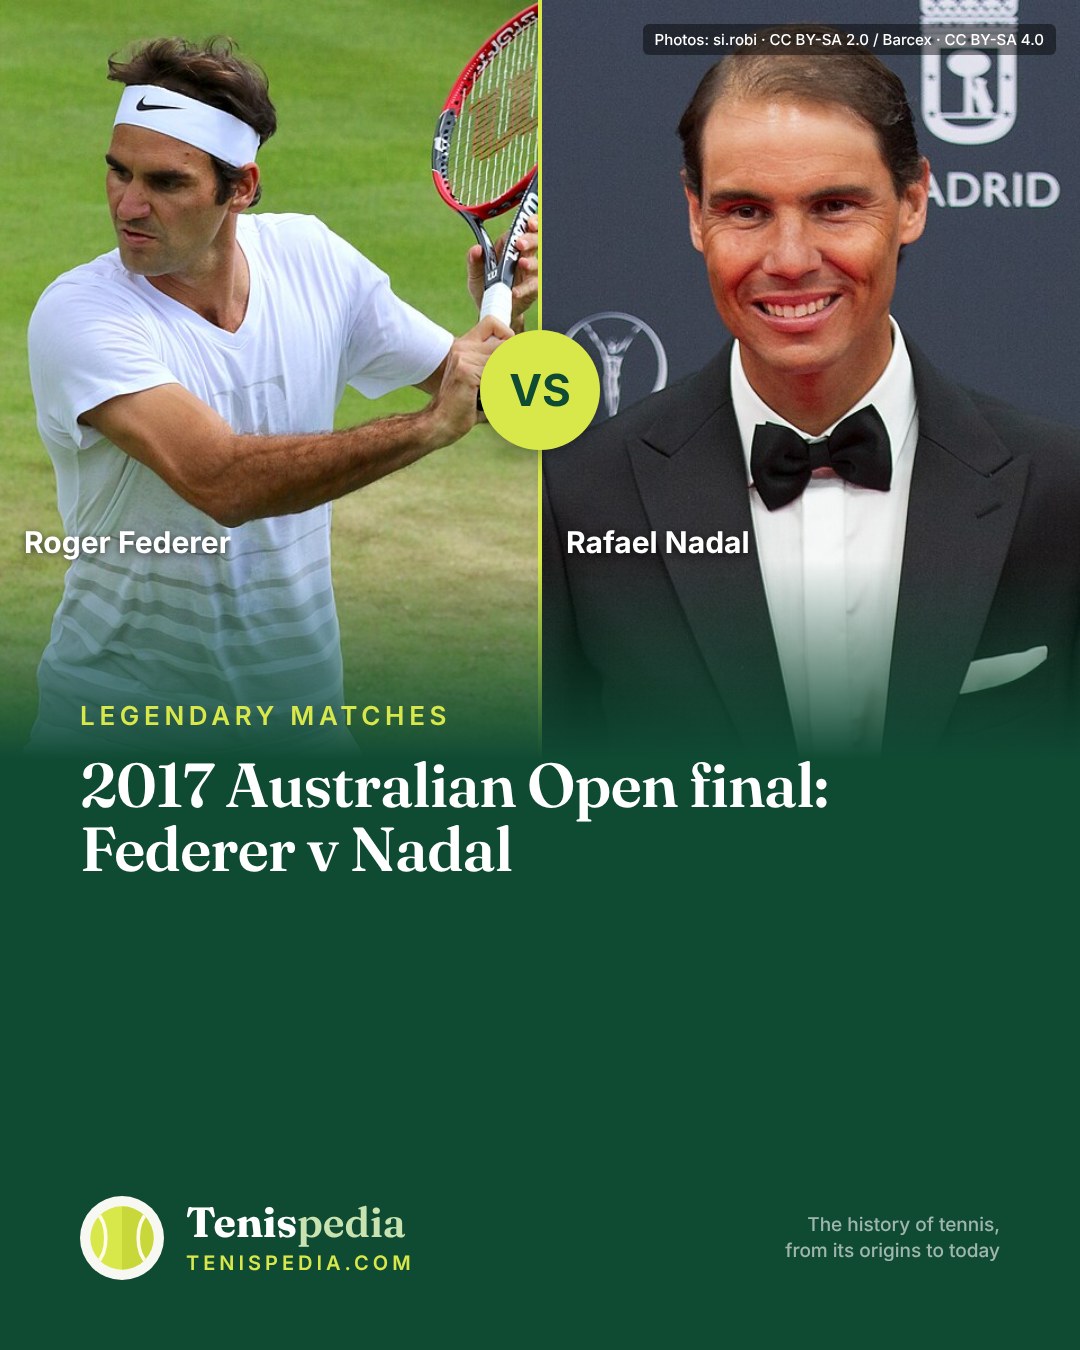 Photos: si.robi · CC BY-SA 2.0 / Barcex · CC BY-SA 4.0
ADRID
VS
Roger Federer
Rafael Nadal
LEGENDARY MATCHES
2017 Australian Open final:
Federer v Nadal
Tenispedia
TENISPEDIA.COM
The history of tennis,
from its origins to today